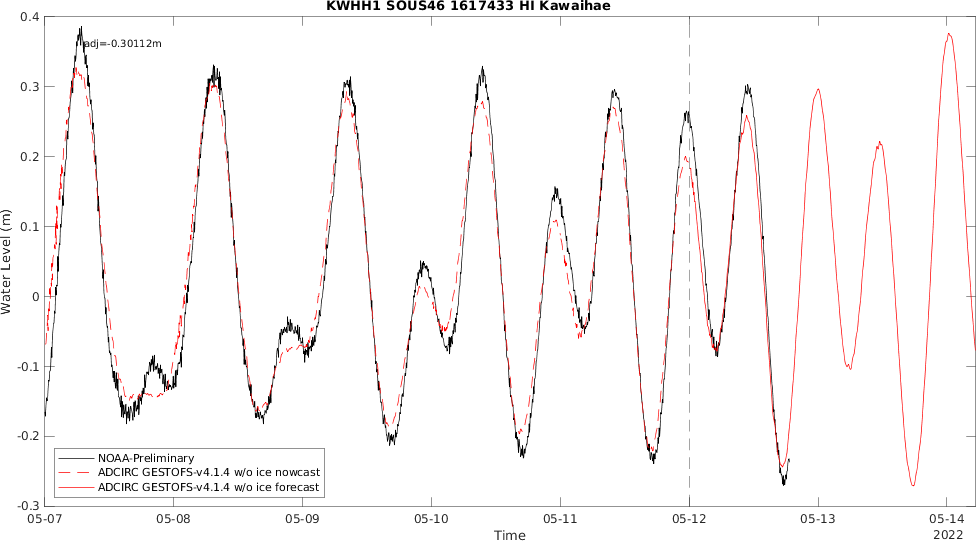 KWHH1 SOUS46 1617433 HI Kawaihae
adj=-0.30112m
Water Level (m)
0.4
0.3
0.2
0.1
0
-0.1
-0.2
-0.3
NOAA-Preliminary
ADCIRC GESTOFS-v4.1.4 w/o ice nowcast
ADCIRC GESTOFS-v4.1.4 w/o ice forecast
05-07 05-08 05-09 05-10 05-11 05-12 05-13 05-14
Time
2022